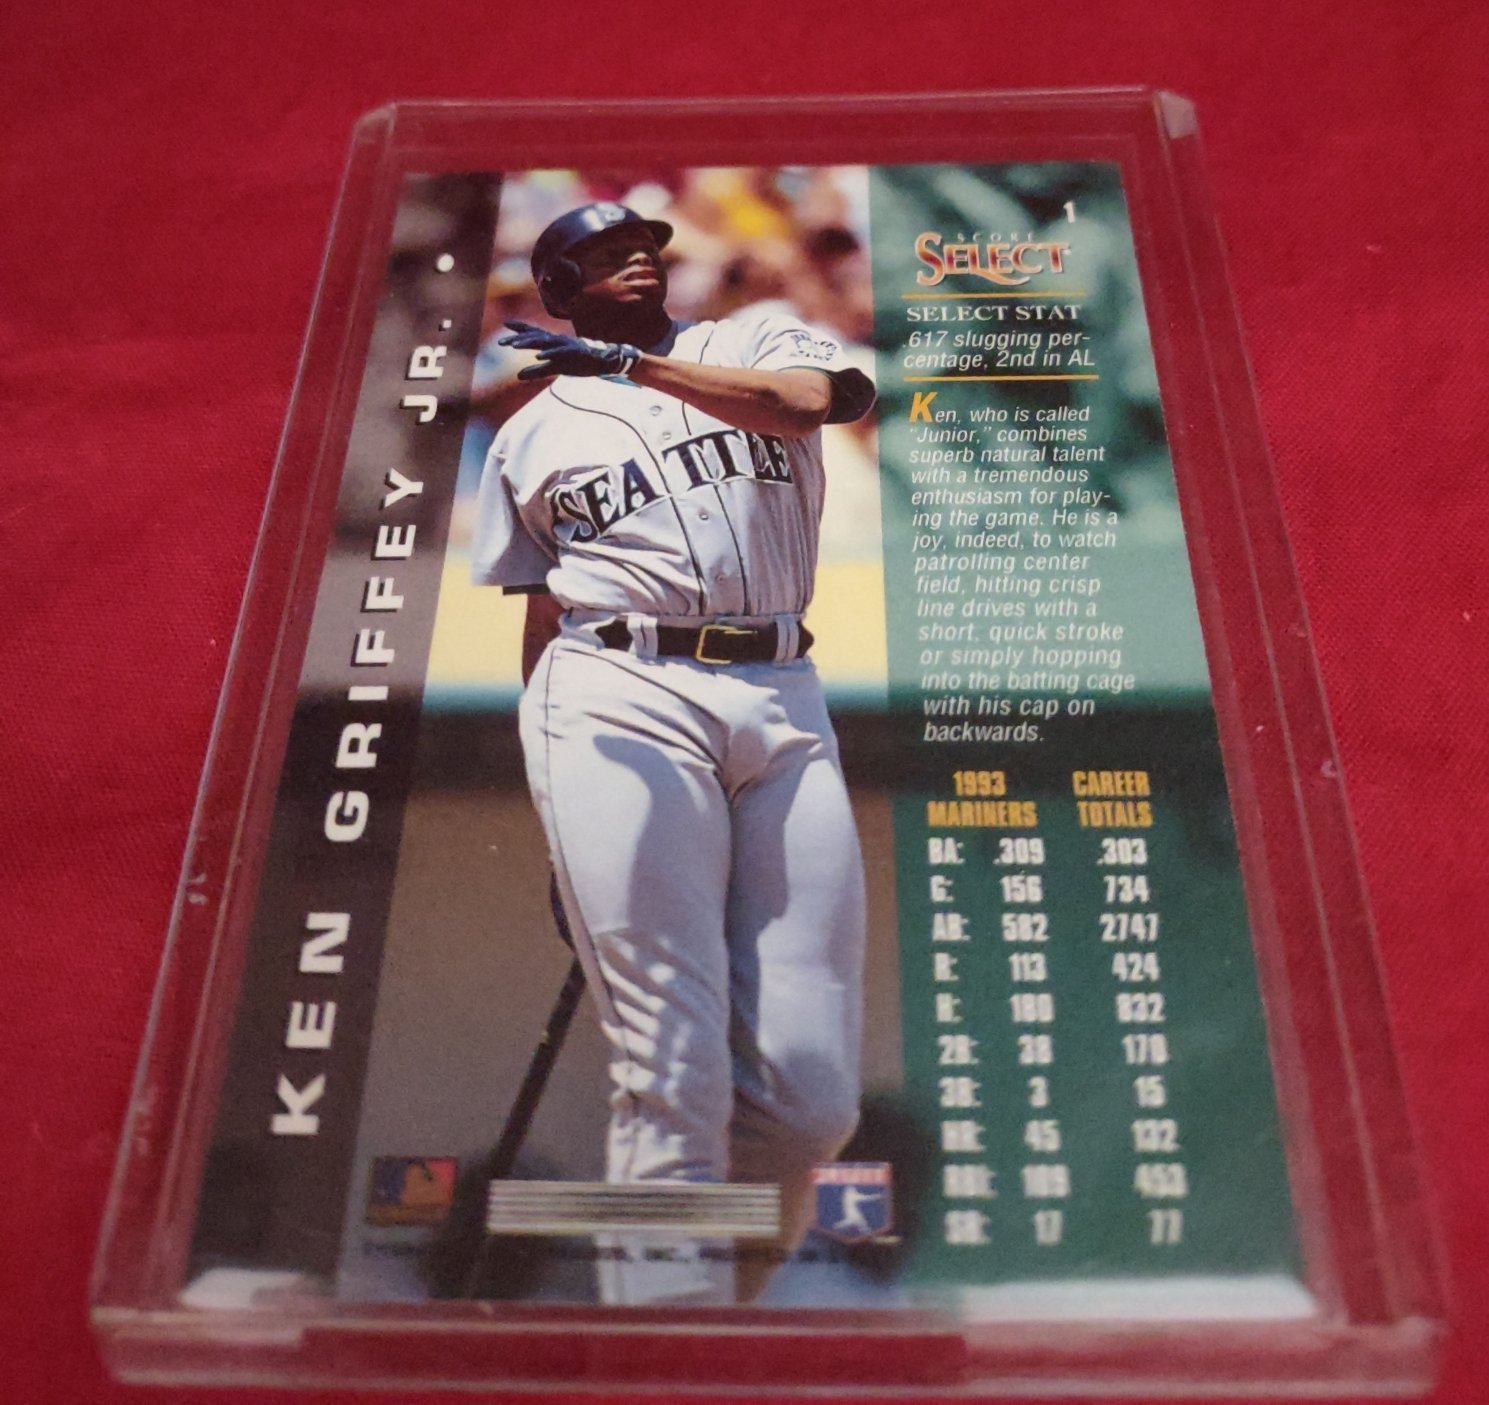 KEN GRIFFEY JR.
1
SCORE
SELECT
SELECT STAT
.617 slugging per-
centage, 2nd in AL
Ken, who is called
"Junior," combines
superb natural talent
with a tremendous
enthusiasm for play-
ing the game. He is a
joy, indeed, to watch
patrolling center
field, hitting crisp
line drives with a
short, quick stroke
or simply hopping
into the batting cage
with his cap on
backwards.
1993 CAREER
MARINERS TOTALS
BA: .309 .303
G: 156 734
AB: 582 2747
R: 113 424
H: 180 832
2B: 38 170
3B: 3 15
HR: 45 132
RBI: 109 453
SB: 17 77
SEATTLE
S